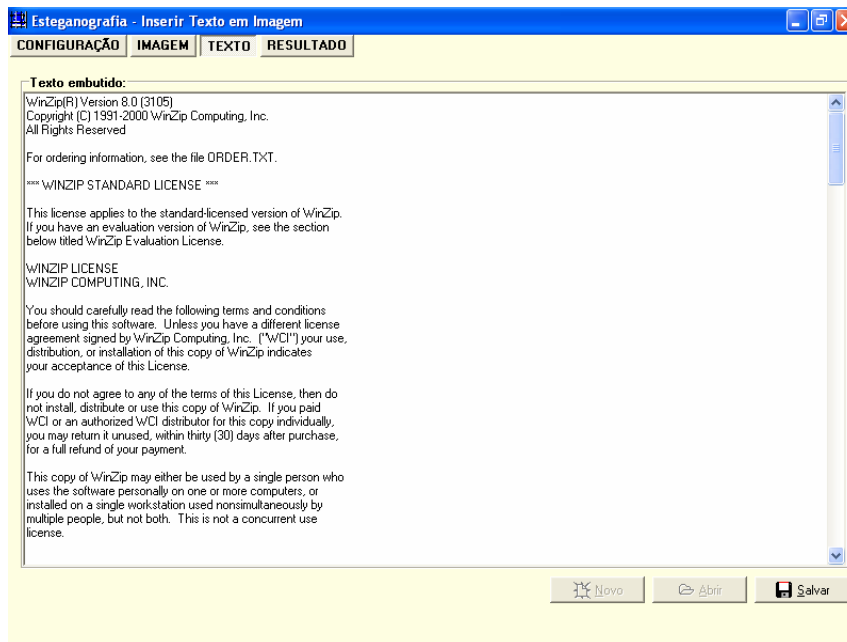 Esteganografia - Inserir Texto em Imagem
CONFIGURAÇÃO IMAGEM TEXTO RESULTADO
Texto embutido:
WinZip(R) Version 8.0 (3105)
Copyright (C) 1991-2000 WinZip Computing, Inc.
All Rights Reserved
For ordering information, see the file ORDER.TXT.
*** WINZIP STANDARD LICENSE ***
This license applies to the standard-licensed version of WinZip.
If you have an evaluation version of WinZip, see the section
below titled WinZip Evaluation License.
WINZIP LICENSE
WINZIP COMPUTING, INC.
You should carefully read the following terms and conditions
before using this software.  Unless you have a different license
agreement signed by WinZip Computing, Inc.  ("WCI") your use,
distribution, or installation of this copy of WinZip indicates
your acceptance of this License.
If you do not agree to any of the terms of this License, then do
not install, distribute or use this copy of WinZip.  If you paid
WCI or an authorized WCI distributor for this copy individually,
you may return it unused, within thirty (30) days after purchase,
for a full refund of your payment.
This copy of WinZip may either be used by a single person who
uses the software personally on one or more computers, or
installed on a single workstation used nonsimultaneously by
multiple people, but not both.  This is not a concurrent use
license.
Novo Abrir Salvar